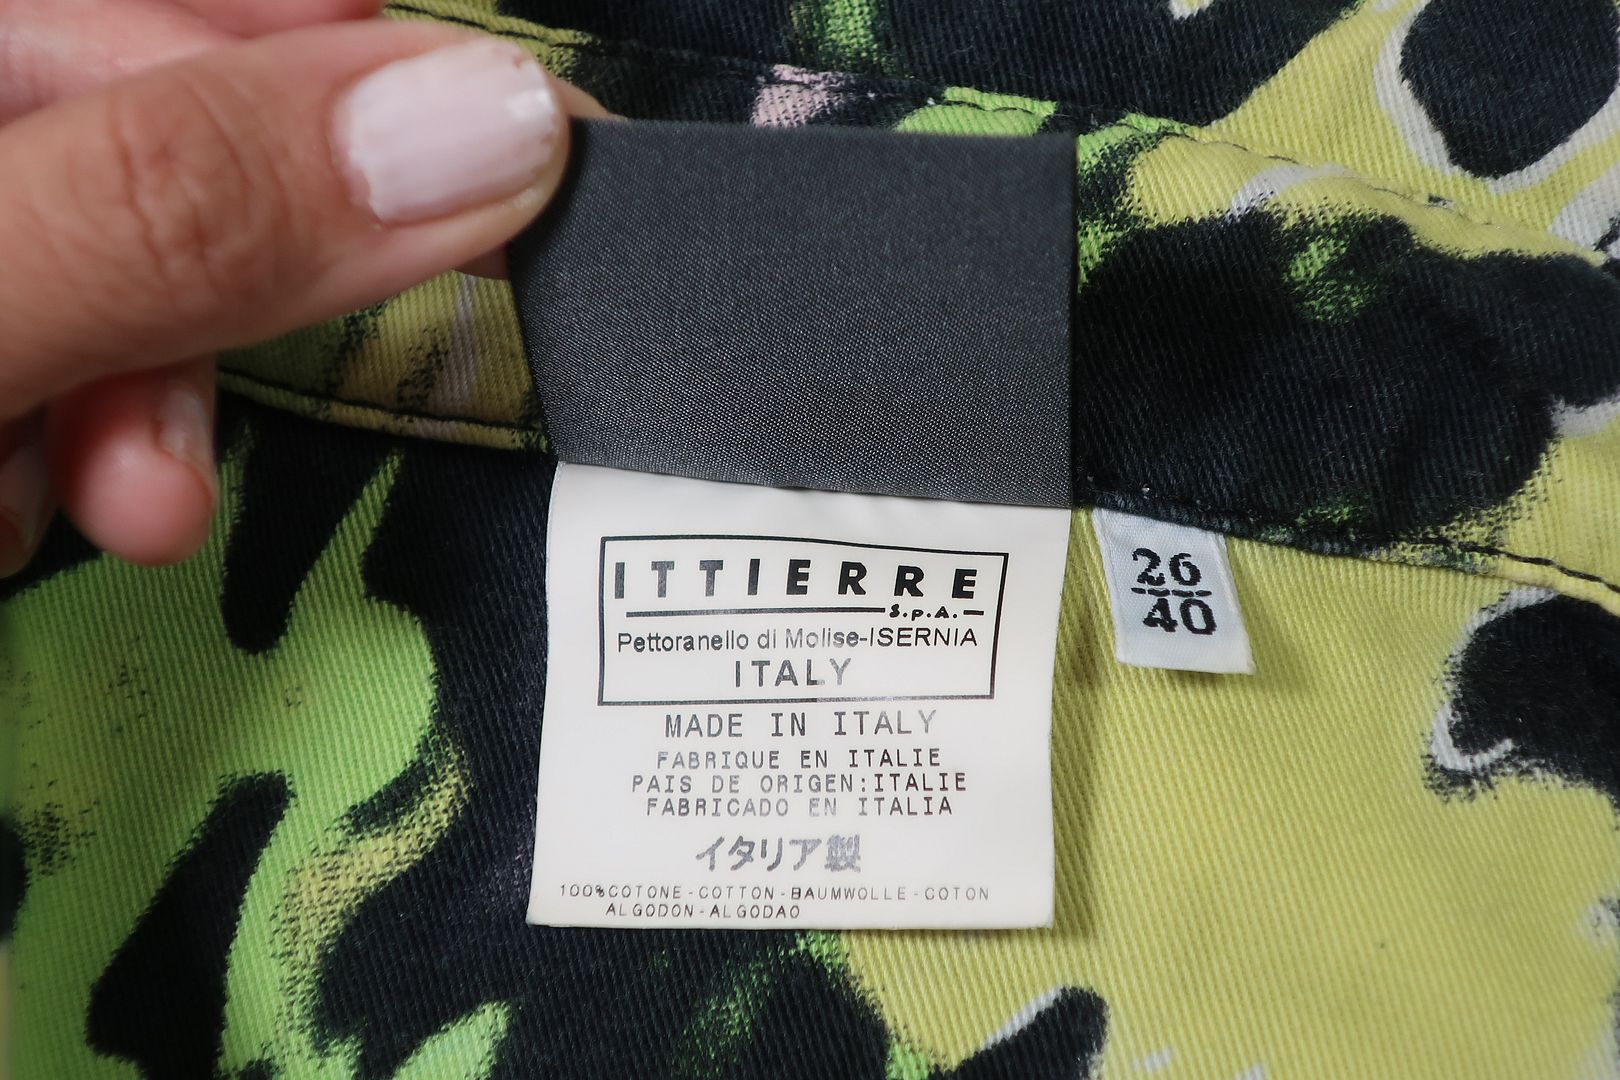 ITTIERRE
S.p.A.
Pettoranello di Molise-ISERNIA
ITALY
MADE IN ITALY
FABRIQUE EN ITALIE
PAIS DE ORIGEN:ITALIE
FABRICADO EN ITALIA
イタリア製
100%COTONE-COTTON-BAUMWOLLE-COTON
ALGODON-ALGODAO
26
40